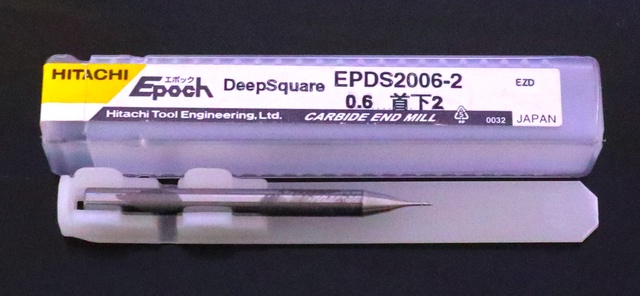 HITACHI
エポック
Epoch DeepSquare EPDS2006-2 EZD
0.6 首下2
Hitachi Tool Engineering, Ltd. CARBIDE END MILL PP 0032 JAPAN